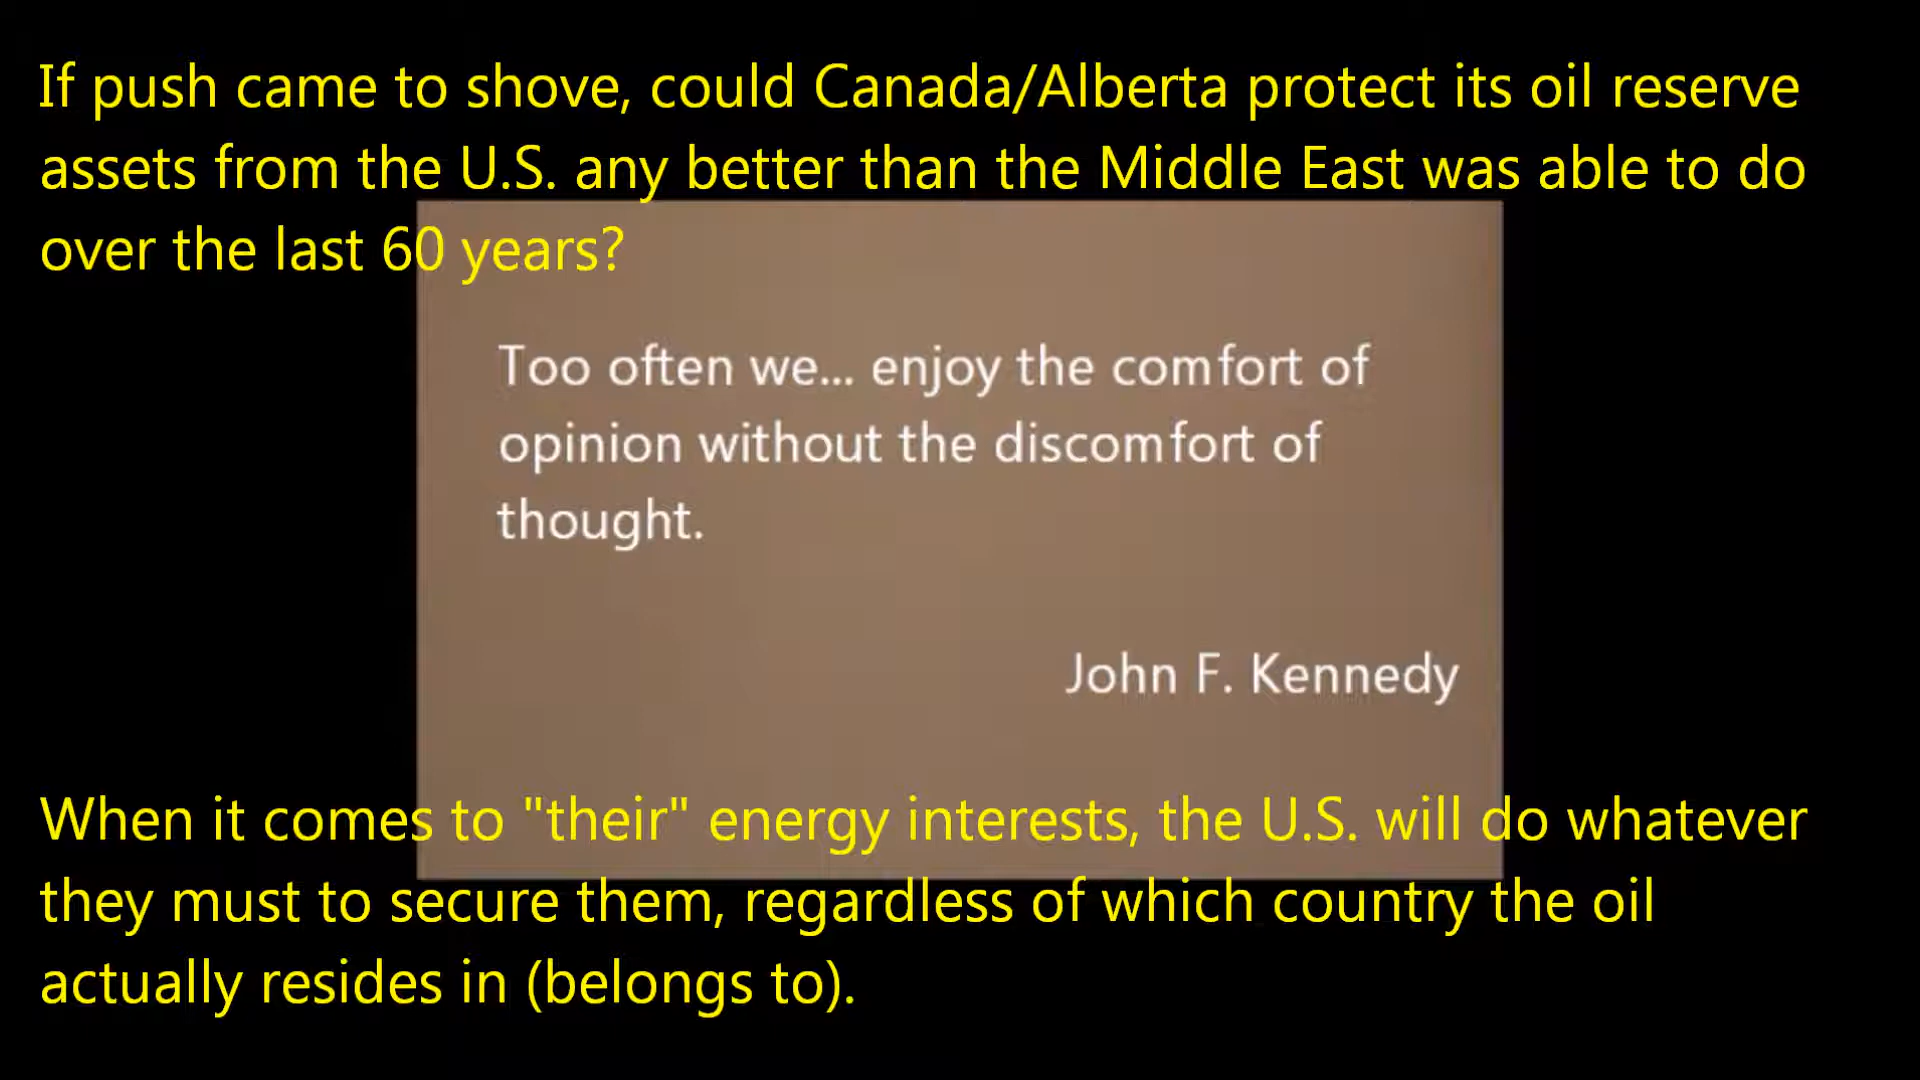 If push came to shove, could Canada/Alberta protect its oil reserve
assets from the U.S. any better than the Middle East was able to do
over the last 60 years?
Too often we... enjoy the comfort of
opinion without the discomfort of
thought.
John F. Kennedy
When it comes to "their" energy interests, the U.S. will do whatever
they must to secure them, regardless of which country the oil
actually resides in (belongs to).